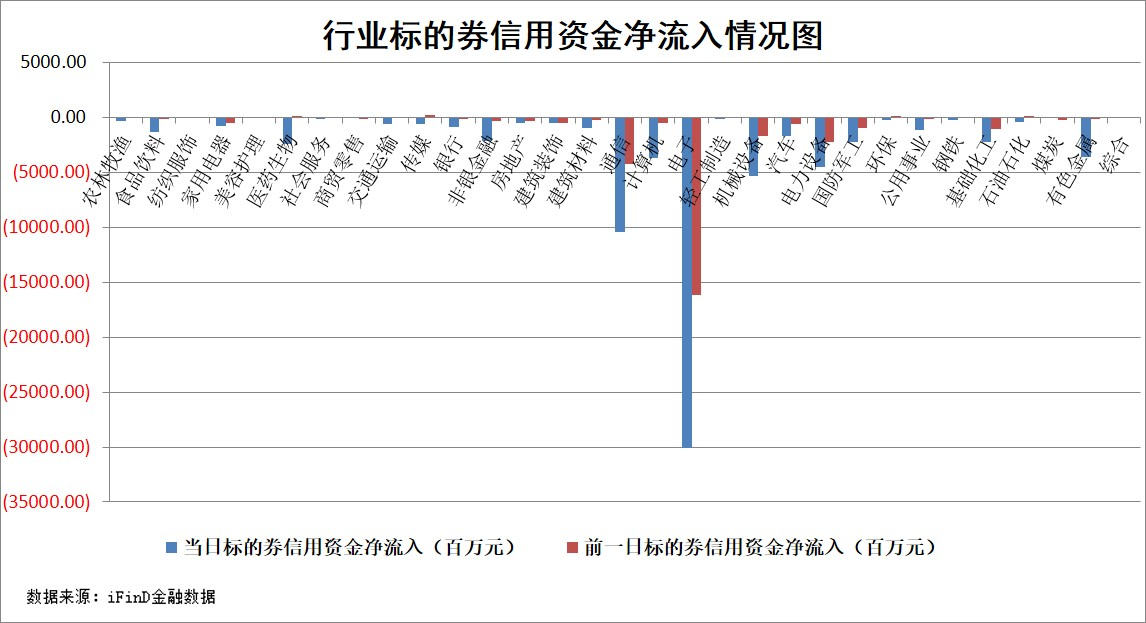 行业标的券信用资金净流入情况图
5000.00
0.00
(5000.00)
(10000.00)
(15000.00)
(20000.00)
(25000.00)
(30000.00)
(35000.00)
农林牧渔
食品饮料
纺织服饰
家用电器
美容护理
医药生物
社会服务
商贸零售
交通运输
传媒
银行
非银金融
房地产
建筑装饰
建筑材料
通信
计算机
电子
轻工制造
机械设备
汽车
电力设备
国防军工
环保
公用事业
钢铁
基础化工
石油石化
煤炭
有色金属
综合
当日标的券信用资金净流入（百万元） 前一日标的券信用资金净流入（百万元）
数据来源：iFinD金融数据